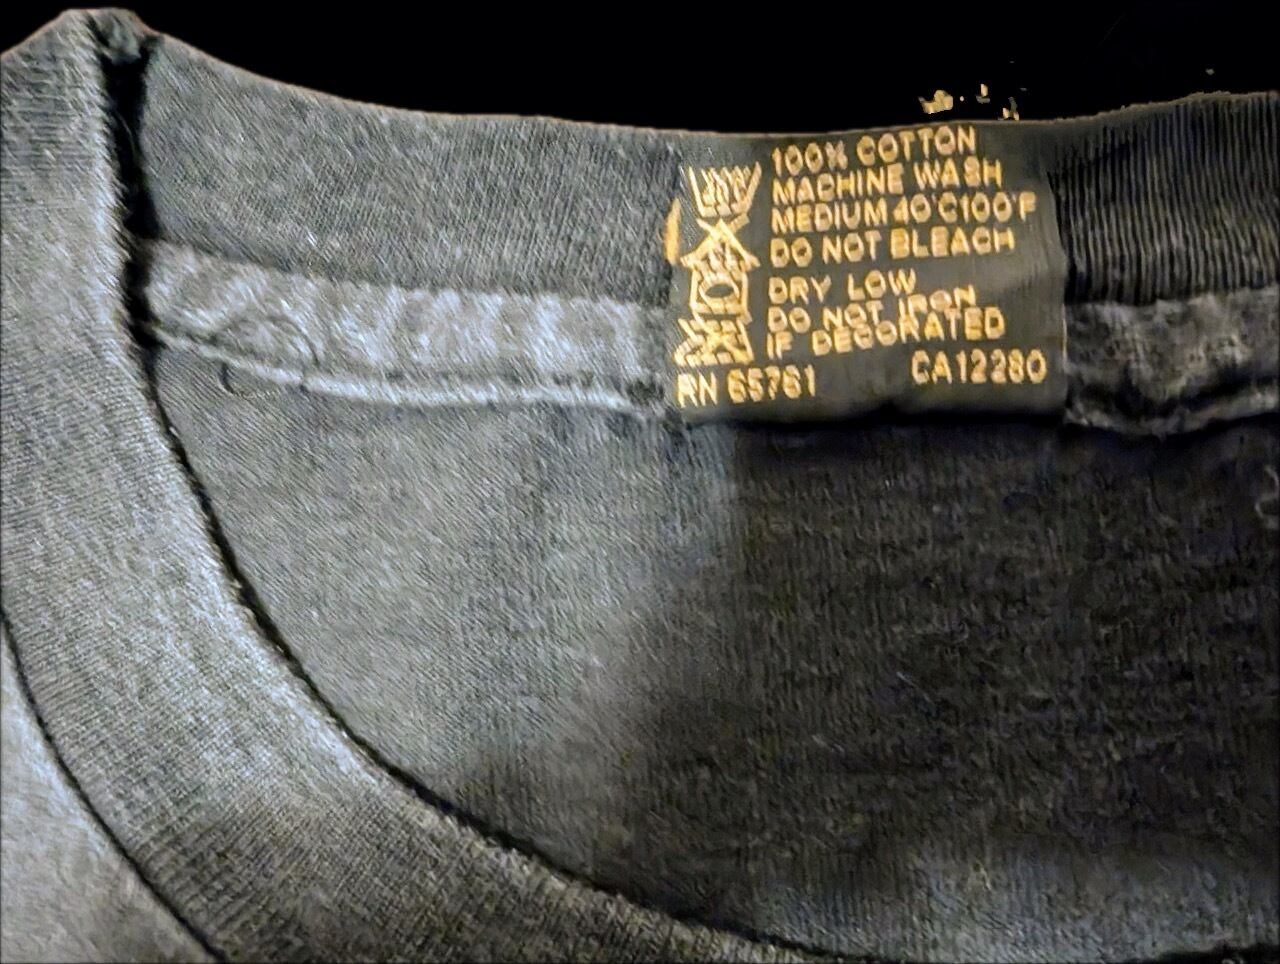 100% COTTON
MACHINE WASH
MEDIUM 40°C100°F
DO NOT BLEACH
DRY LOW
DO NOT IRON
IF DECORATED
RN 65761 CA12280